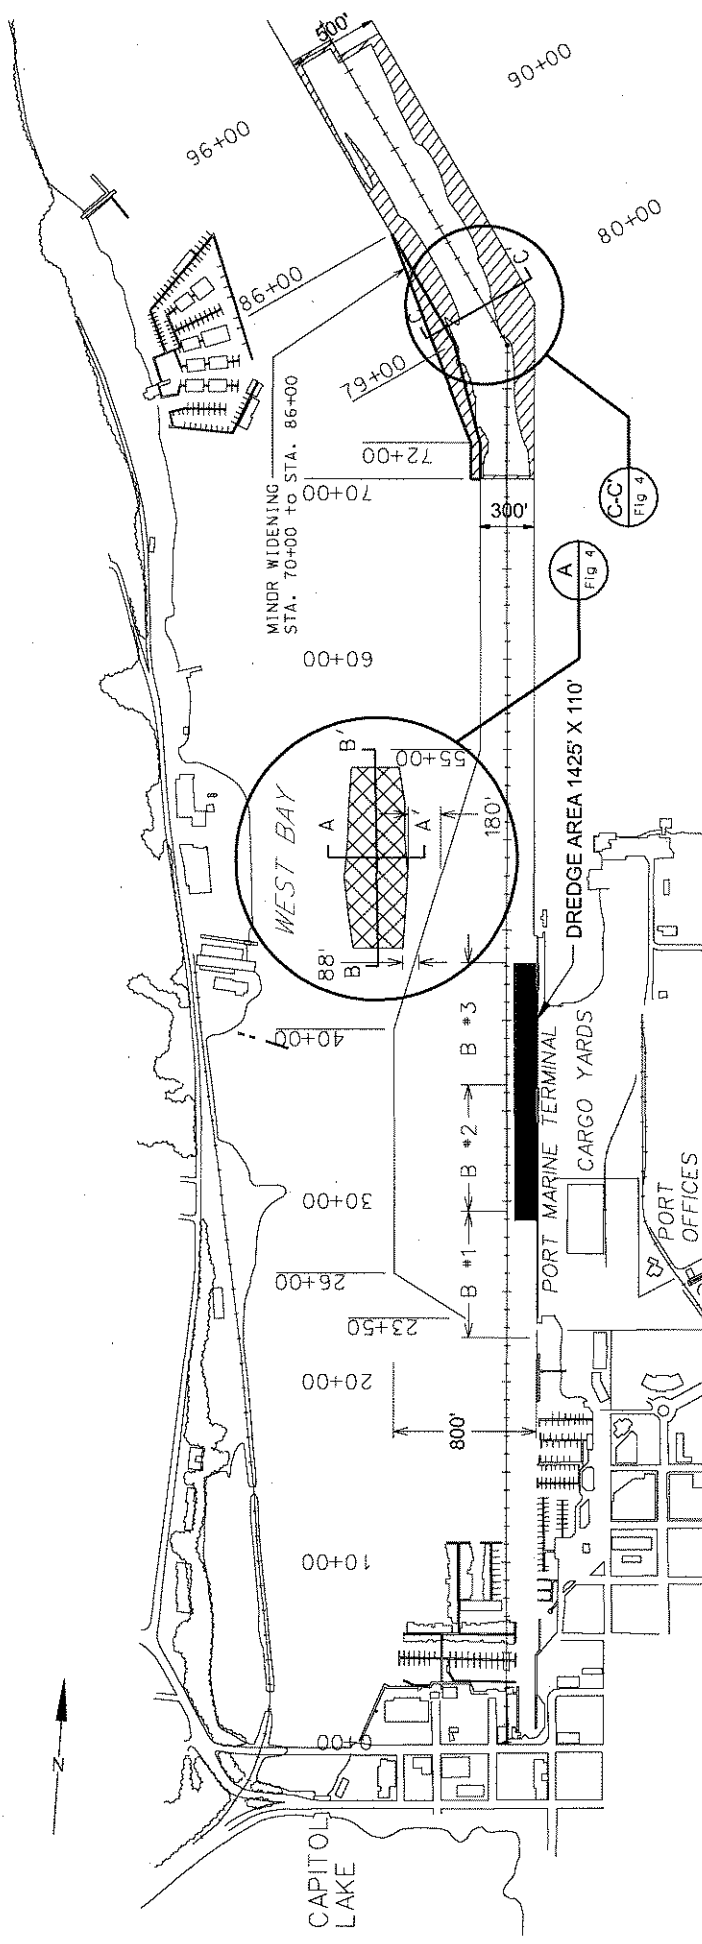 N
CAPITOL
LAKE
0+00
10+00
20+00
23+50
26+00
30+00
40+00
55+00
60+00
70+00
72+00
79+00
86+00
96+00
80+00
90+00
500'
800'
300'
180'
88'
B #1
B #2
B #3
WEST BAY
A
A'
B
B'
MINOR WIDENING
STA. 70+00 to STA. 86+00
C
C'
C-C'
Fig 4
A
Fig 4
DREDGE AREA 1425' X 110'
PORT MARINE TERMINAL
CARGO YARDS
PORT
OFFICES